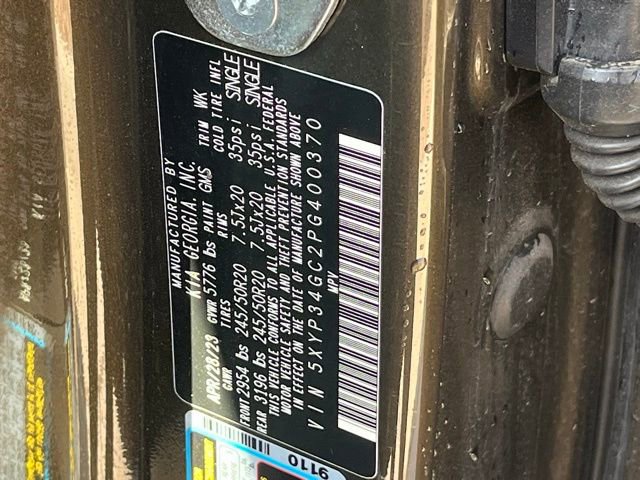 MANUFACTURED BY
KIA GEORGIA, INC.
APR/20/23 GVWR 5776 lbs PAINT GMS TRIM WK
GAWR TIRES RIMS COLD TIRE INFL
FRONT 2954 lbs 245/50R20 7.5Jx20 35psi SINGLE
REAR 3196 lbs 245/50R20 7.5Jx20 35psi SINGLE
THIS VEHICLE CONFORMS TO ALL APPLICABLE U.S.A. FEDERAL
MOTOR VEHICLE SAFETY AND THEFT PREVENTION STANDARDS
IN EFFECT ON THE DATE OF MANUFACTURE SHOWN ABOVE
VIN 5XYP34GC2PG400370
MPV
9110